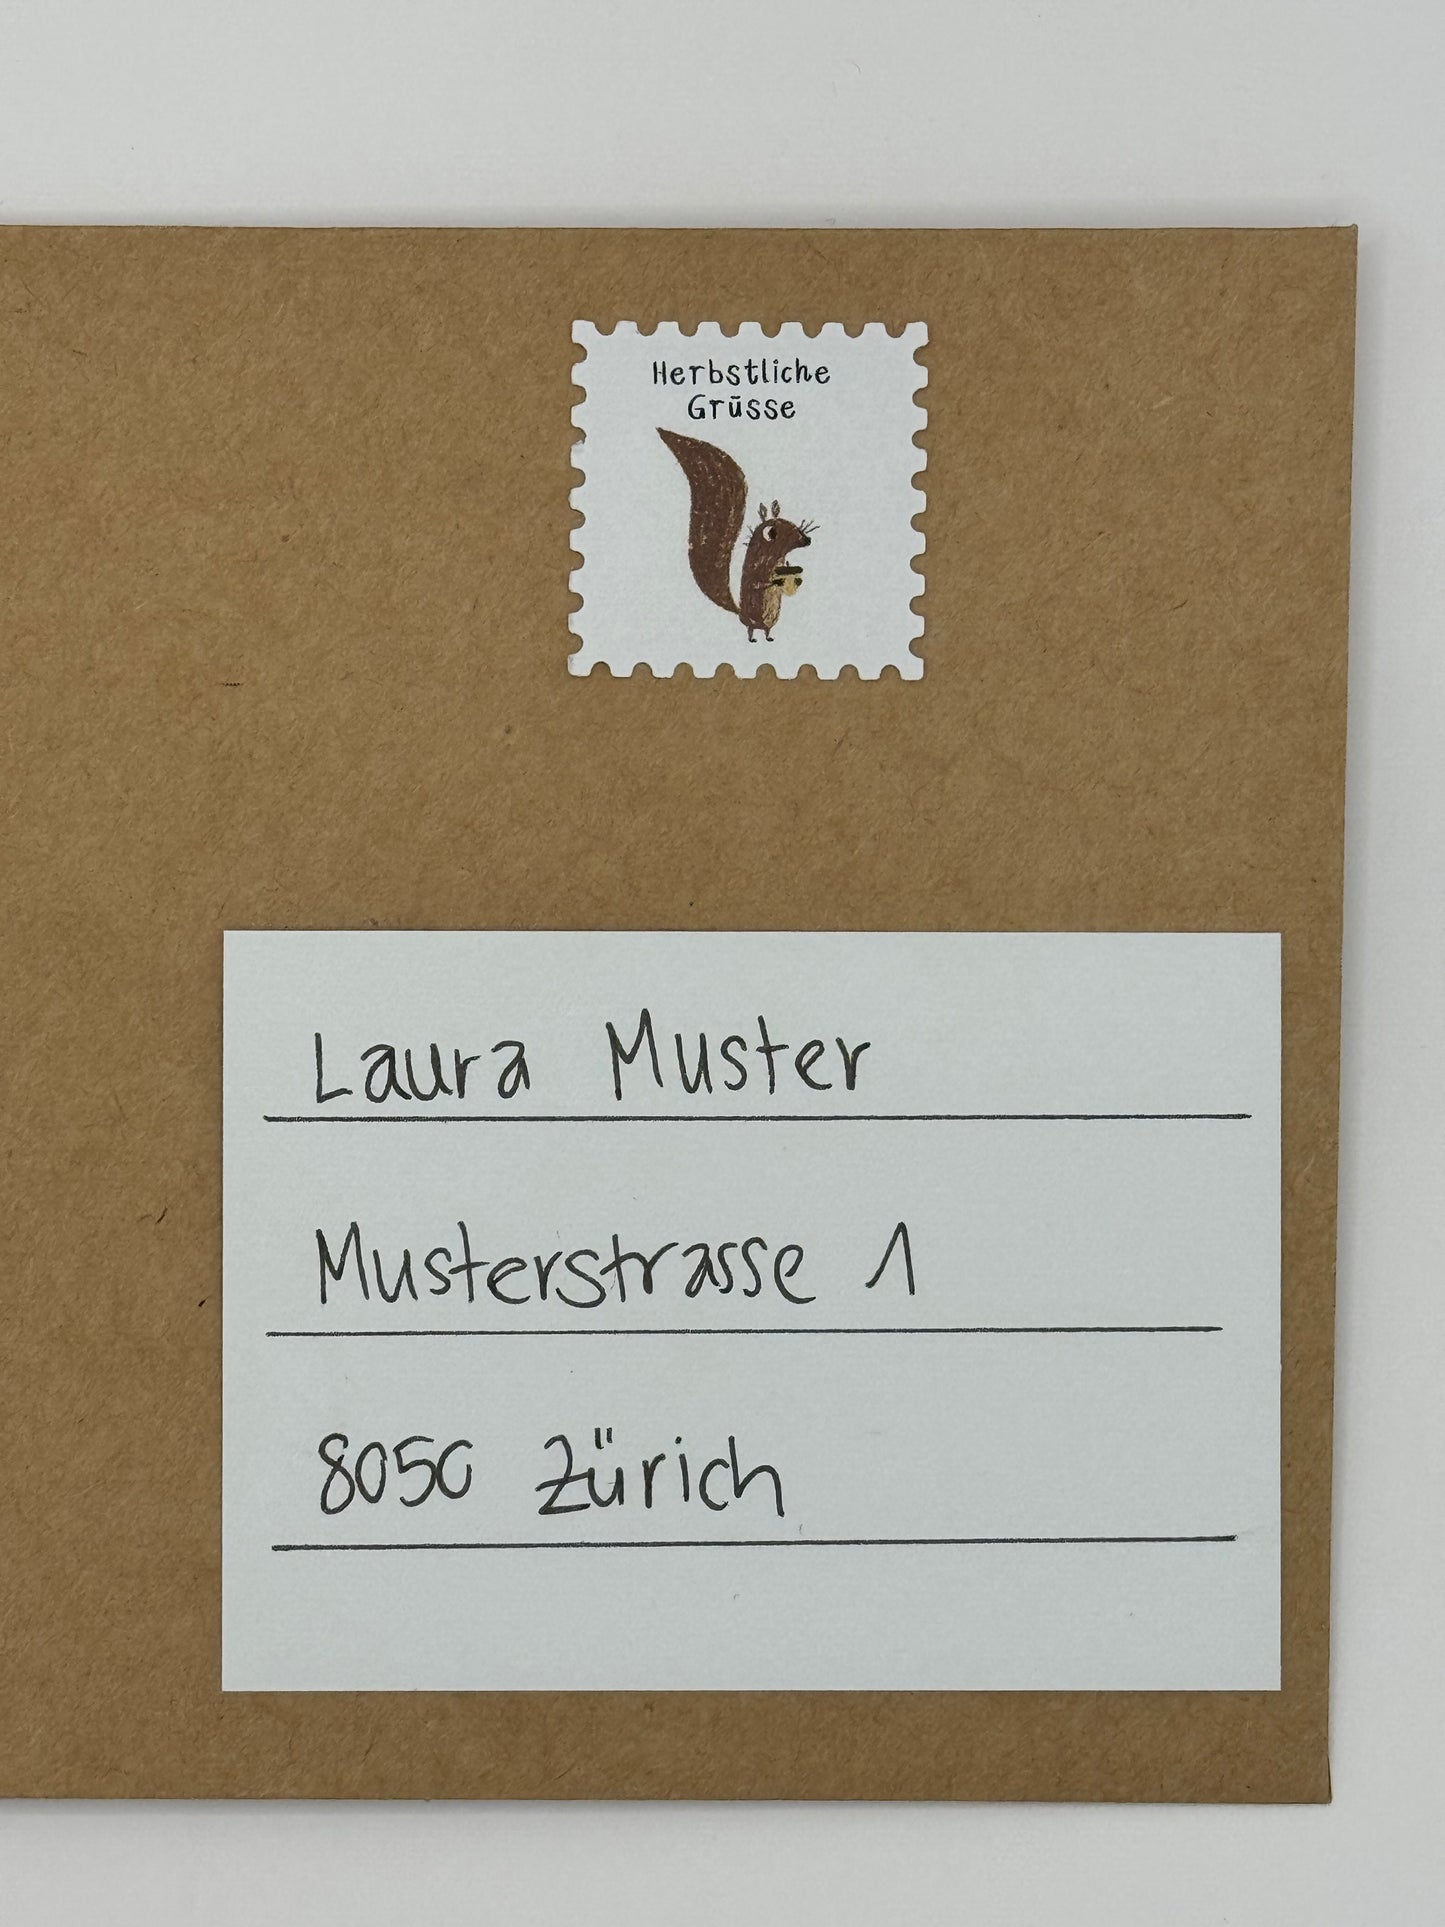 Herbstliche
Grüsse
Laura Muster
Musterstrasse 1
8050 Zürich